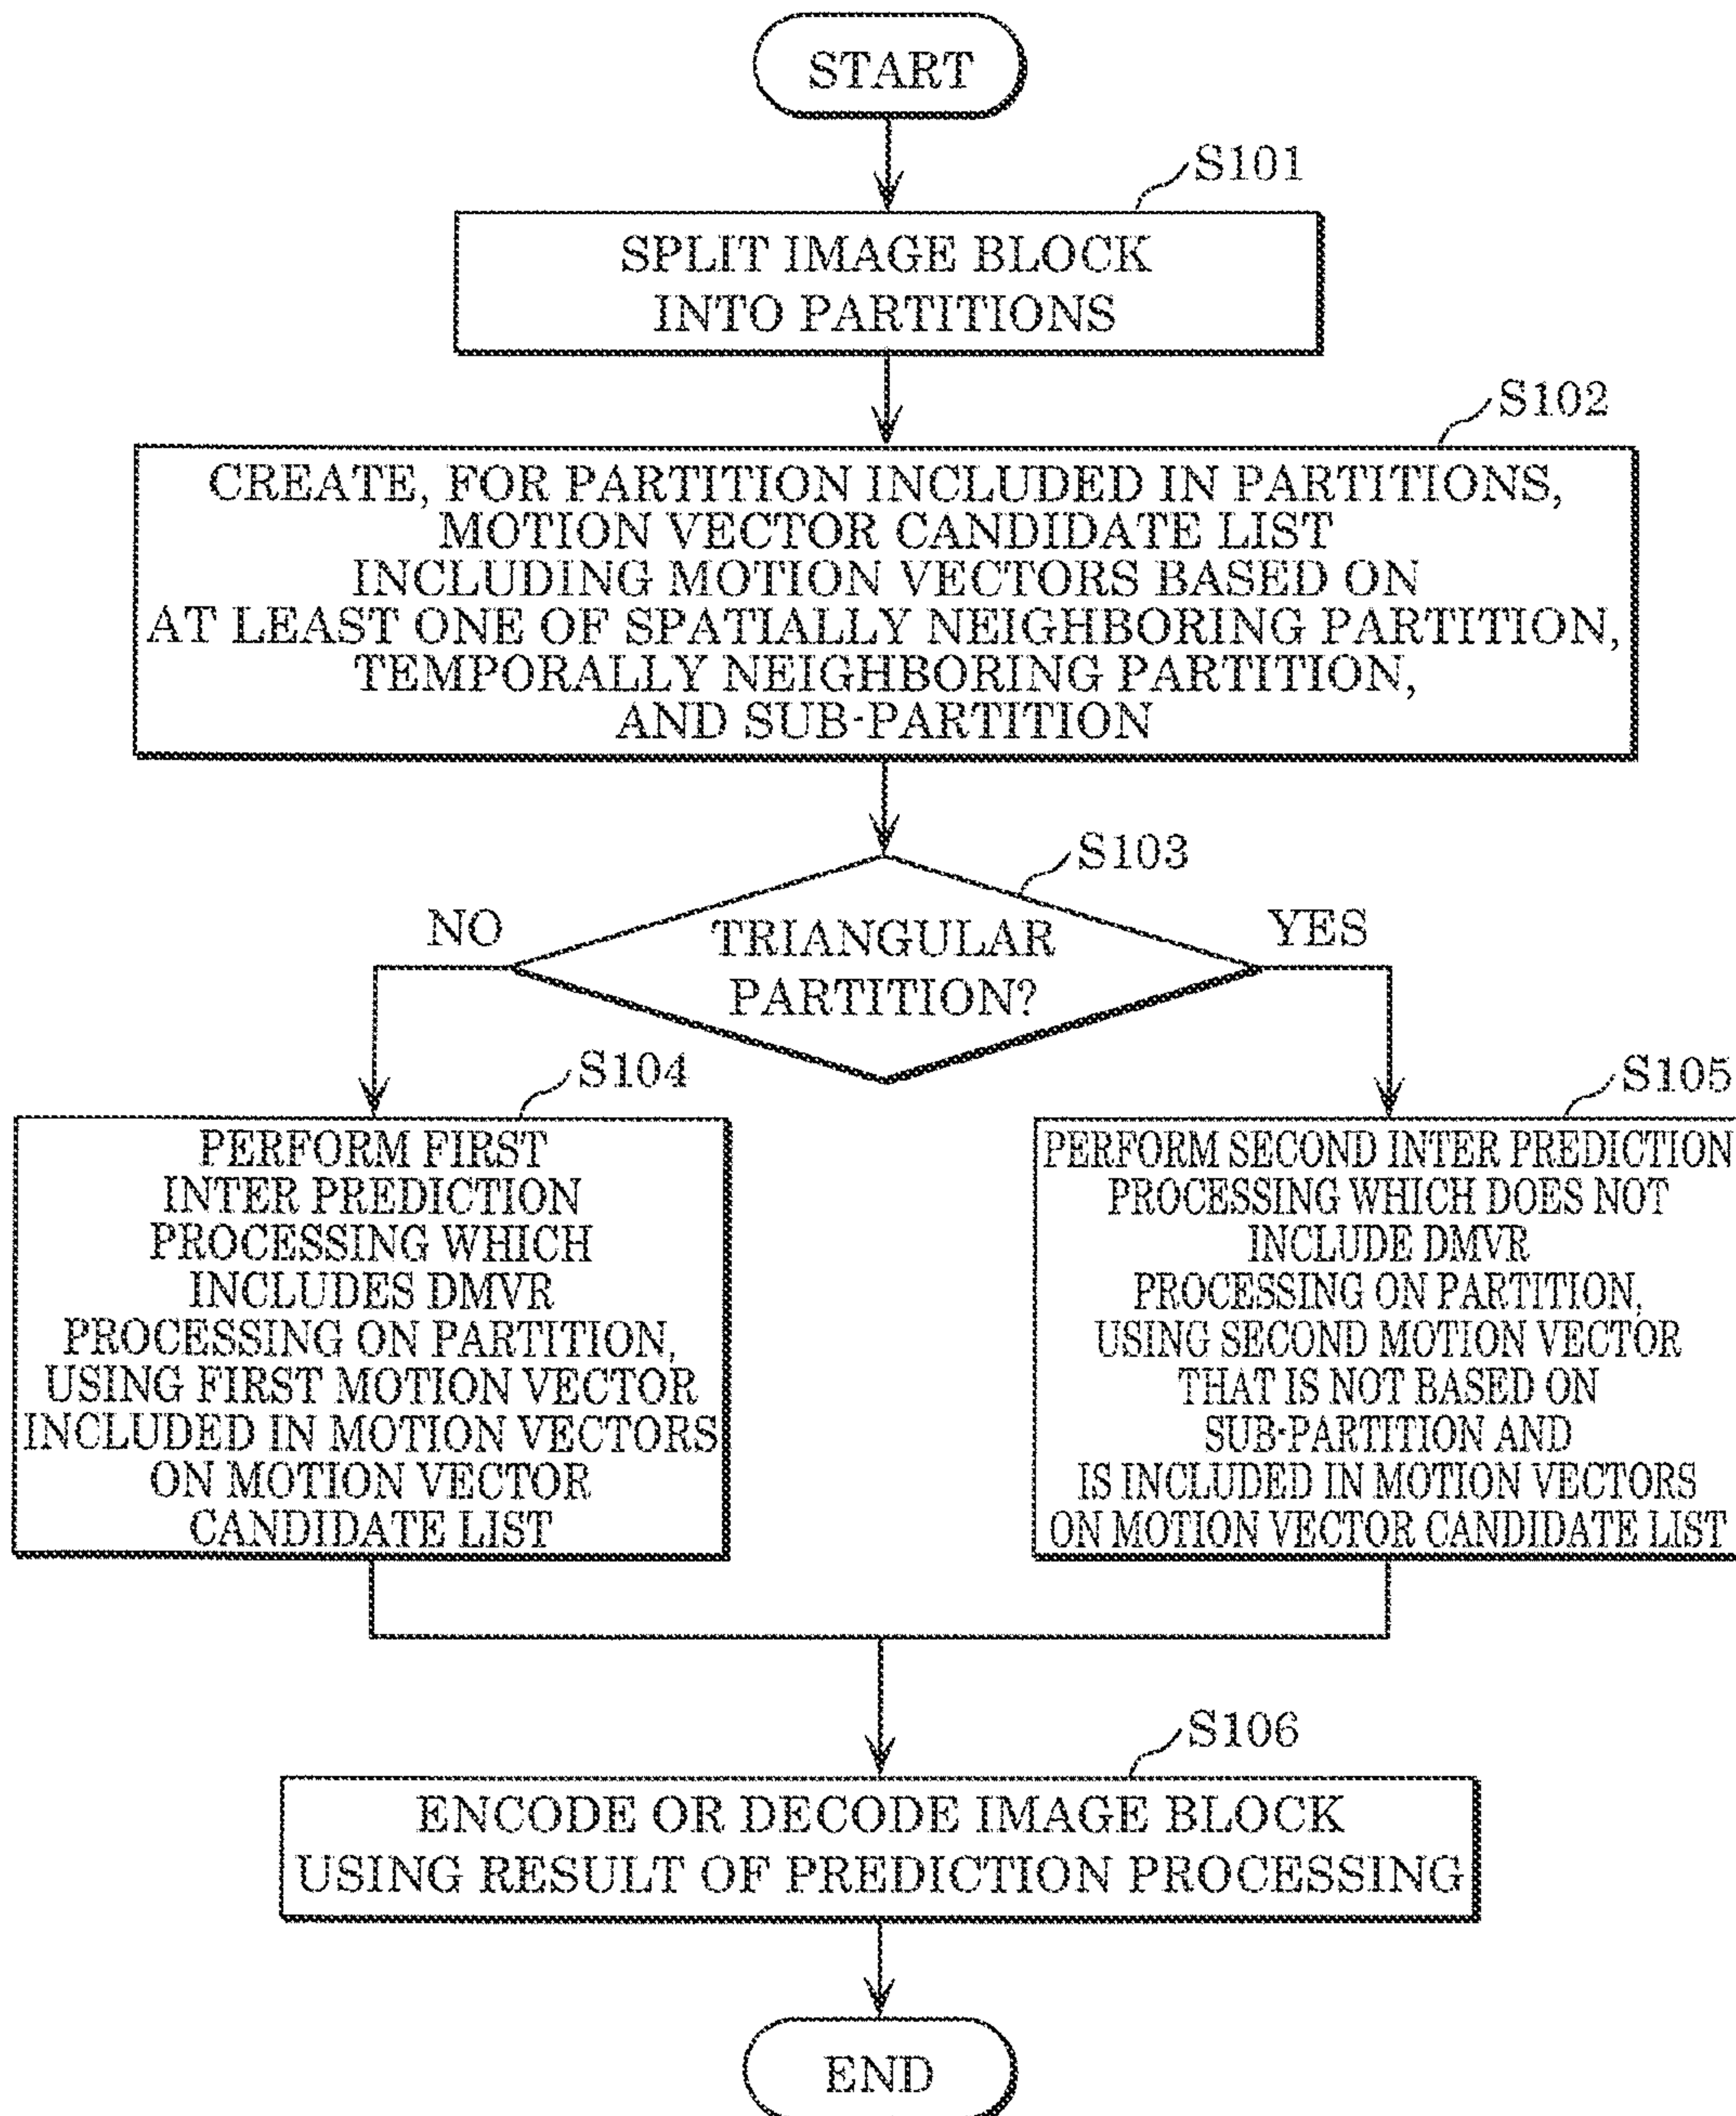 START
S101
SPLIT IMAGE BLOCK
INTO PARTITIONS
S102
CREATE, FOR PARTITION INCLUDED IN PARTITIONS,
MOTION VECTOR CANDIDATE LIST
INCLUDING MOTION VECTORS BASED ON
AT LEAST ONE OF SPATIALLY NEIGHBORING PARTITION,
TEMPORALLY NEIGHBORING PARTITION,
AND SUB-PARTITION
S103
NO
TRIANGULAR
PARTITION?
YES
S104
PERFORM FIRST
INTER PREDICTION
PROCESSING WHICH
INCLUDES DMVR
PROCESSING ON PARTITION,
USING FIRST MOTION VECTOR
INCLUDED IN MOTION VECTORS
ON MOTION VECTOR
CANDIDATE LIST
S105
PERFORM SECOND INTER PREDICTION
PROCESSING WHICH DOES NOT
INCLUDE DMVR
PROCESSING ON PARTITION,
USING SECOND MOTION VECTOR
THAT IS NOT BASED ON
SUB-PARTITION AND
IS INCLUDED IN MOTION VECTORS
ON MOTION VECTOR CANDIDATE LIST
S106
ENCODE OR DECODE IMAGE BLOCK
USING RESULT OF PREDICTION PROCESSING
END